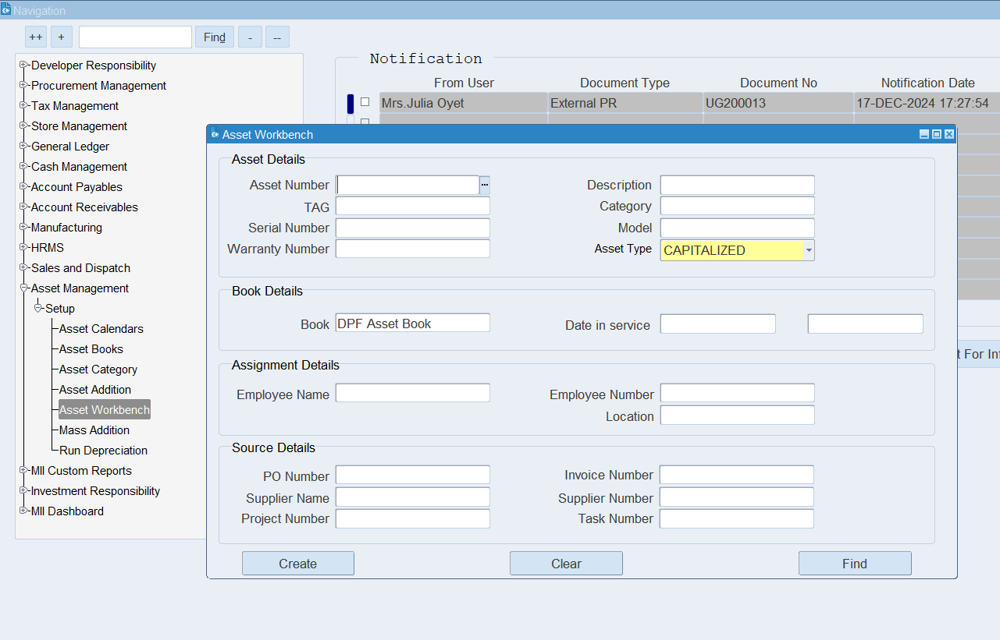 Navigation
++ + Find - --
Developer Responsibility
Procurement Management
Tax Management
Store Management
General Ledger
Cash Management
Account Payables
Account Receivables
Manufacturing
HRMS
Sales and Dispatch
Asset Management
Setup
Asset Calendars
Asset Books
Asset Category
Asset Addition
Asset Workbench
Mass Addition
Run Depreciation
MII Custom Reports
Investment Responsibility
MII Dashboard
Notification
From User Document Type Document No Notification Date
Mrs.Julia Oyet External PR UG200013 17-DEC-2024 17:27:54
Asset Workbench
Asset Details
Asset Number ... Description
TAG Category
Serial Number Model
Warranty Number Asset Type CAPITALIZED
Book Details
Book DPF Asset Book Date in service
Assignment Details
Employee Name Employee Number
Location
Source Details
PO Number Invoice Number
Supplier Name Supplier Number
Project Number Task Number
Create Clear Find
t For Inf